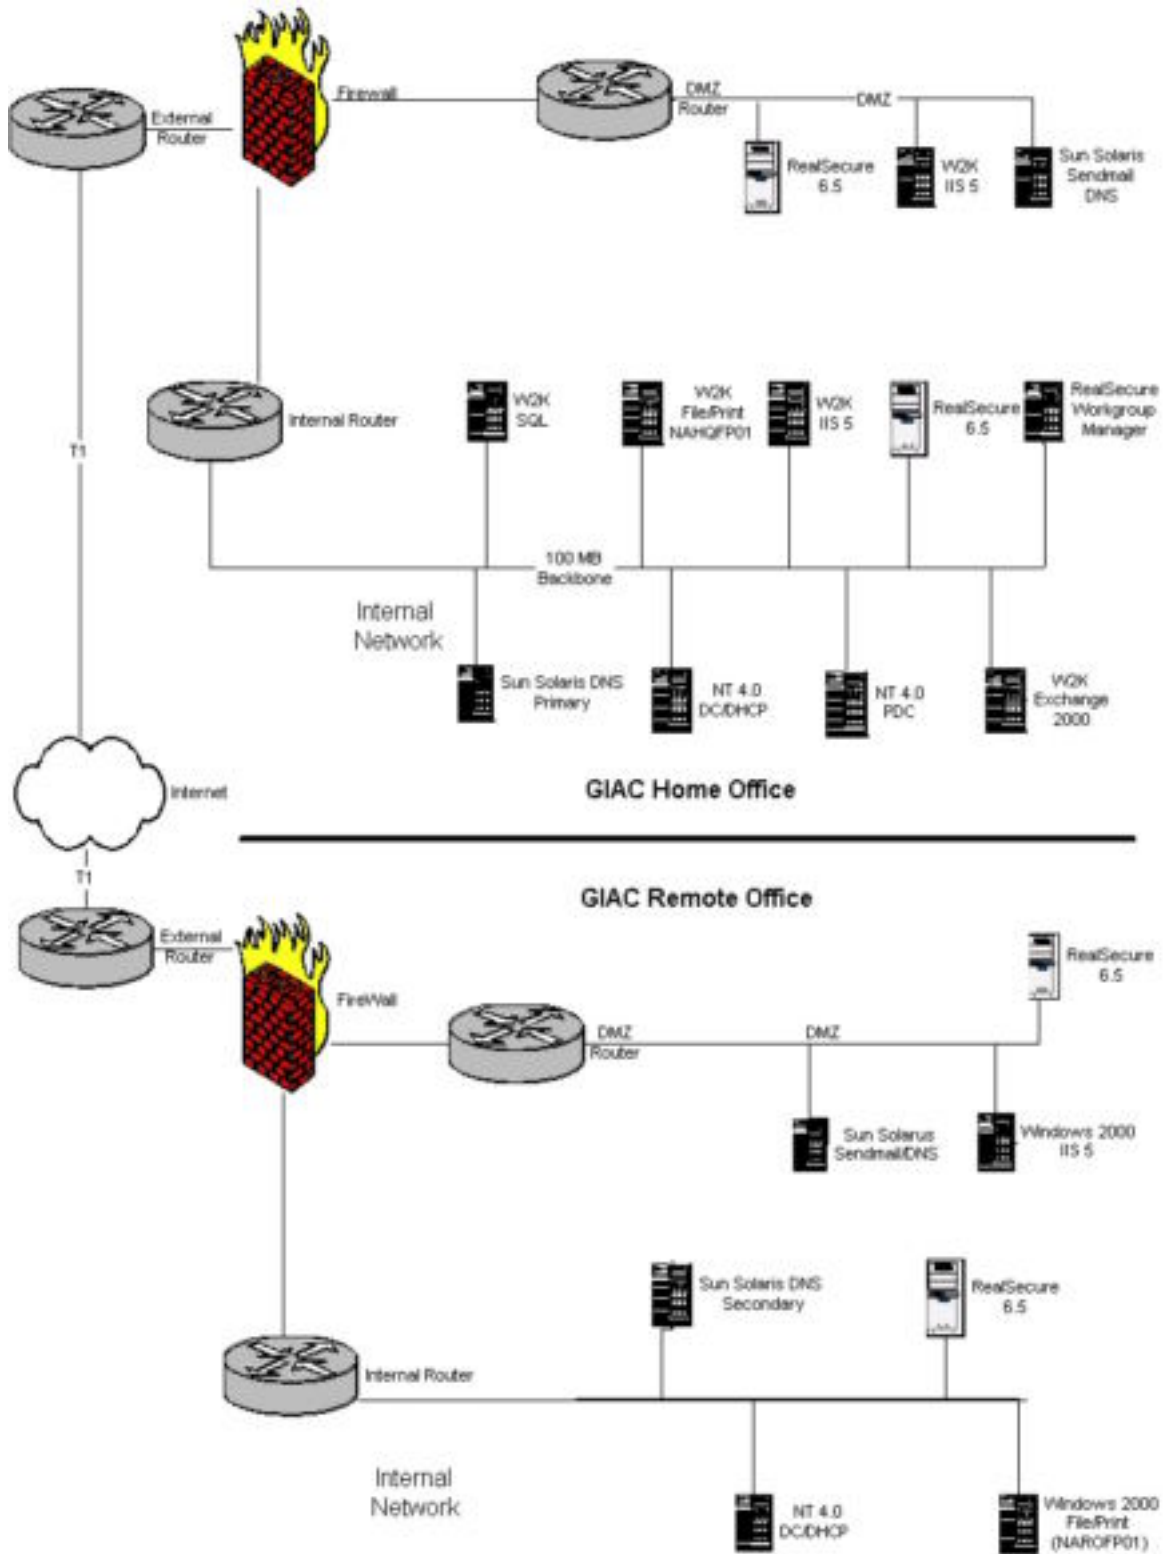 Firewall
External
Router
DMZ
Router
DMZ
RealSecure
6.5
W2K
IIS 5
Sun Solaris
Sendmail
DNS
T1
Internal Router
W2K
SQL
W2K
File/Print
NAHQFP01
W2K
IIS 5
RealSecure
6.5
RealSecure
Workgroup
Manager
100 MB
Backbone
Internal
Network
Sun Solaris DNS
Primary
NT 4.0
DC/DHCP
NT 4.0
PDC
W2K
Exchange
2000
Internet
GIAC Home Office
T1
GIAC Remote Office
External
Router
FireWall
DMZ
Router
DMZ
RealSecure
6.5
Sun Solarus
Sendmail/DNS
Windows 2000
IIS 5
Sun Solaris DNS
Secondary
RealSecure
6.5
Internal Router
Internal
Network
NT 4.0
DC/DHCP
Windows 2000
File/Print
(NAROFP01)